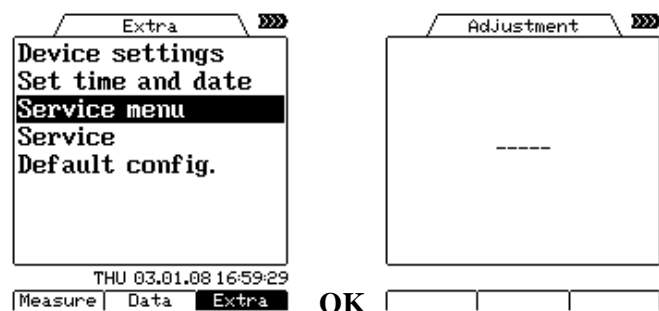 Extra
Device settings
Set time and date
Service menu
Service
Default config.
THU 03.01.08 16:59:29
Measure Data Extra
OK
Adjustment
-----